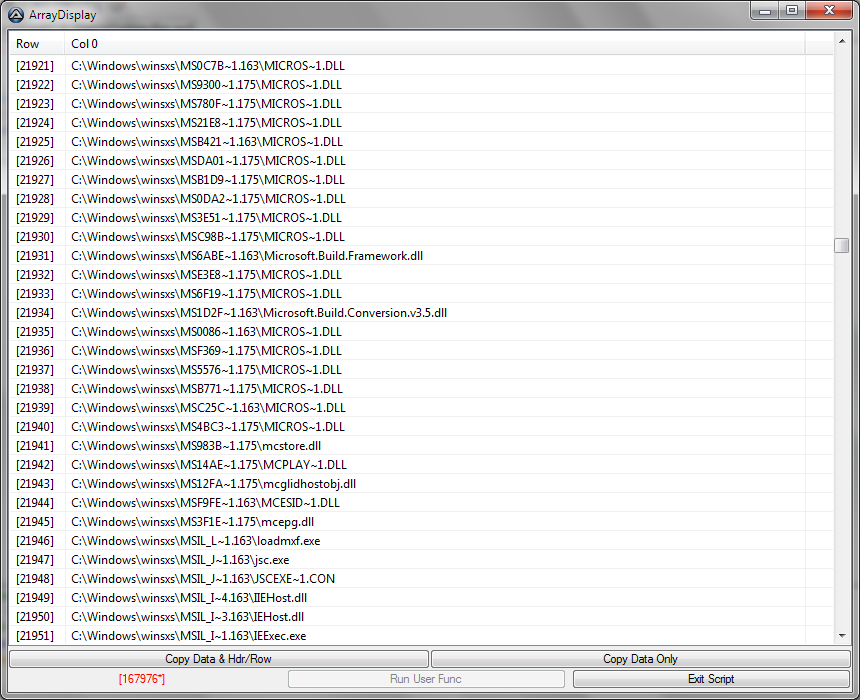 ArrayDisplay
Row Col 0
[21921] C:\Windows\winsxs\MS0C7B~1.163\MICROS~1.DLL
[21922] C:\Windows\winsxs\MS9300~1.175\MICROS~1.DLL
[21923] C:\Windows\winsxs\MS780F~1.175\MICROS~1.DLL
[21924] C:\Windows\winsxs\MS21E8~1.175\MICROS~1.DLL
[21925] C:\Windows\winsxs\MSB421~1.163\MICROS~1.DLL
[21926] C:\Windows\winsxs\MSDA01~1.175\MICROS~1.DLL
[21927] C:\Windows\winsxs\MSB1D9~1.175\MICROS~1.DLL
[21928] C:\Windows\winsxs\MS0DA2~1.175\MICROS~1.DLL
[21929] C:\Windows\winsxs\MS3E51~1.175\MICROS~1.DLL
[21930] C:\Windows\winsxs\MSC98B~1.175\MICROS~1.DLL
[21931] C:\Windows\winsxs\MS6ABE~1.163\Microsoft.Build.Framework.dll
[21932] C:\Windows\winsxs\MSE3E8~1.175\MICROS~1.DLL
[21933] C:\Windows\winsxs\MS6F19~1.175\MICROS~1.DLL
[21934] C:\Windows\winsxs\MS1D2F~1.163\Microsoft.Build.Conversion.v3.5.dll
[21935] C:\Windows\winsxs\MS0086~1.163\MICROS~1.DLL
[21936] C:\Windows\winsxs\MSF369~1.175\MICROS~1.DLL
[21937] C:\Windows\winsxs\MS5576~1.175\MICROS~1.DLL
[21938] C:\Windows\winsxs\MSB771~1.175\MICROS~1.DLL
[21939] C:\Windows\winsxs\MSC25C~1.163\MICROS~1.DLL
[21940] C:\Windows\winsxs\MS4BC3~1.175\MICROS~1.DLL
[21941] C:\Windows\winsxs\MS983B~1.175\mcstore.dll
[21942] C:\Windows\winsxs\MS14AE~1.175\MCPLAY~1.DLL
[21943] C:\Windows\winsxs\MS12FA~1.175\mcglidhostobj.dll
[21944] C:\Windows\winsxs\MSF9FE~1.163\MCESID~1.DLL
[21945] C:\Windows\winsxs\MS3F1E~1.175\mcepg.dll
[21946] C:\Windows\winsxs\MSIL_L~1.163\loadmxf.exe
[21947] C:\Windows\winsxs\MSIL_J~1.163\jsc.exe
[21948] C:\Windows\winsxs\MSIL_J~1.163\JSCEXE~1.CON
[21949] C:\Windows\winsxs\MSIL_I~4.163\IIEHost.dll
[21950] C:\Windows\winsxs\MSIL_I~3.163\IEHost.dll
[21951] C:\Windows\winsxs\MSIL_I~1.163\IEExec.exe
Copy Data & Hdr/Row Copy Data Only
[167976*] Run User Func Exit Script